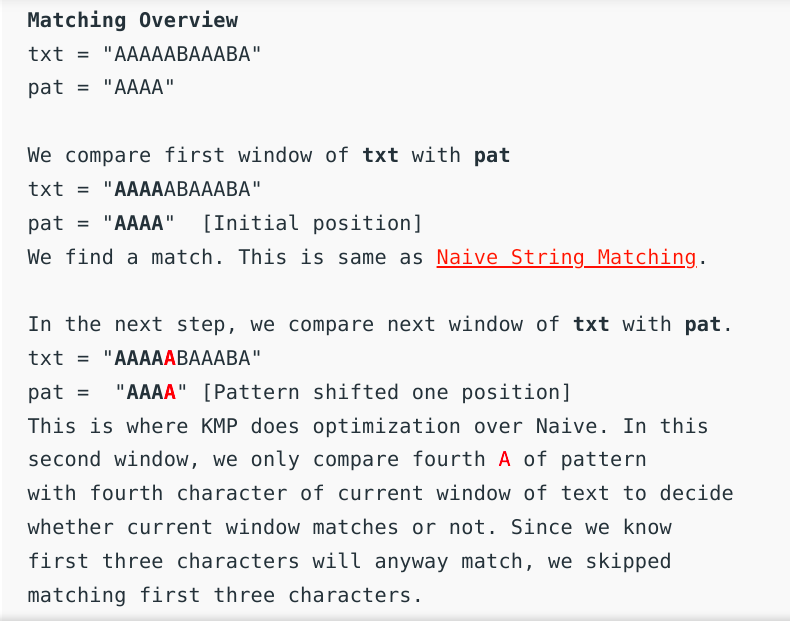 Matching Overview
txt = "AAAAABAAABA"
pat = "AAAA"
We compare first window of txt with pat
txt = "AAAAABAAABA"
pat = "AAAA"  [Initial position]
We find a match. This is same as Naive String Matching.
In the next step, we compare next window of txt with pat.
txt = "AAAAABAAABA"
pat =  "AAAA" [Pattern shifted one position]
This is where KMP does optimization over Naive. In this
second window, we only compare fourth A of pattern
with fourth character of current window of text to decide
whether current window matches or not. Since we know
first three characters will anyway match, we skipped
matching first three characters.